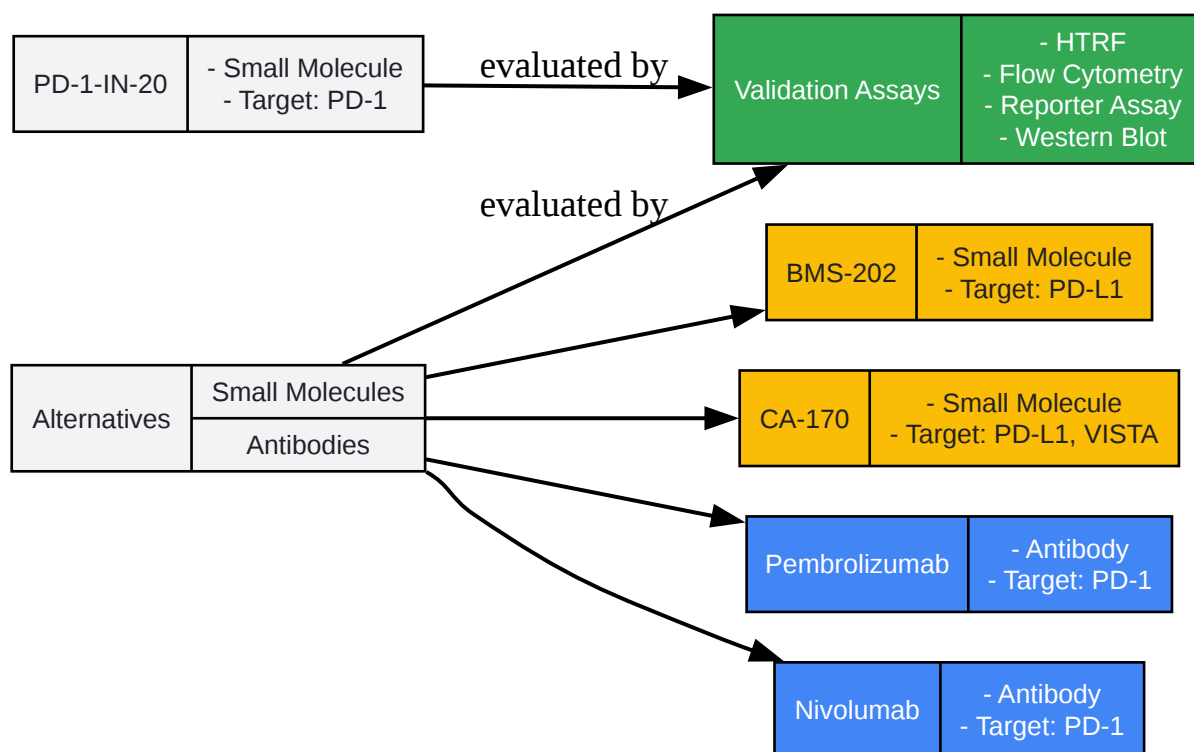 PD-1-IN-20
- Small Molecule
- Target: PD-1
evaluated by
Validation Assays
- HTRF
- Flow Cytometry
- Reporter Assay
- Western Blot
evaluated by
BMS-202
- Small Molecule
- Target: PD-L1
Alternatives
Small Molecules
Antibodies
CA-170
- Small Molecule
- Target: PD-L1, VISTA
Pembrolizumab
- Antibody
- Target: PD-1
Nivolumab
- Antibody
- Target: PD-1